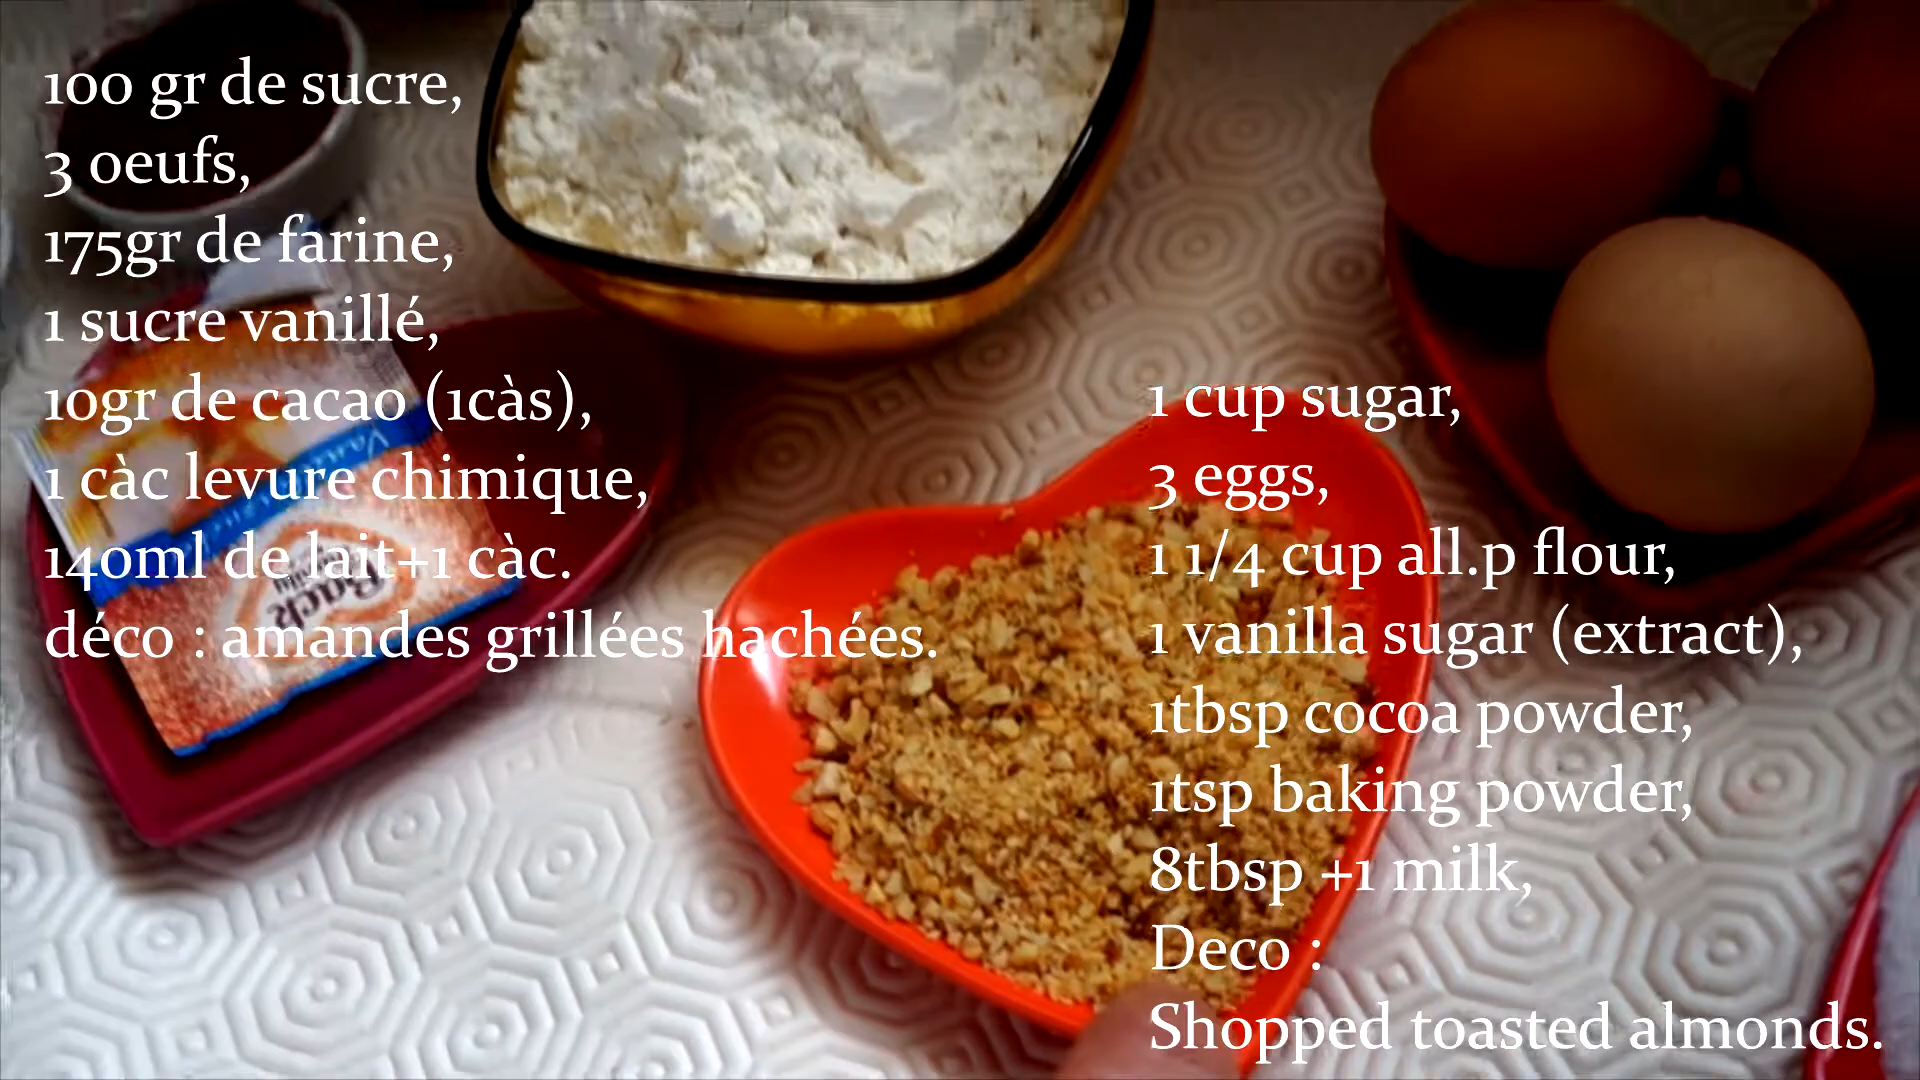 100 gr de sucre,
3 oeufs,
175gr de farine,
1 sucre vanillé,
10gr de cacao (1càs),
1 càc levure chimique,
140ml de lait+1 càc.
déco : amandes grillées hachées.
1 cup sugar,
3 eggs,
1 1/4 cup all.p flour,
1 vanilla sugar (extract),
1tbsp cocoa powder,
1tsp baking powder,
8tbsp +1 milk,
Deco :
Shopped toasted almonds.